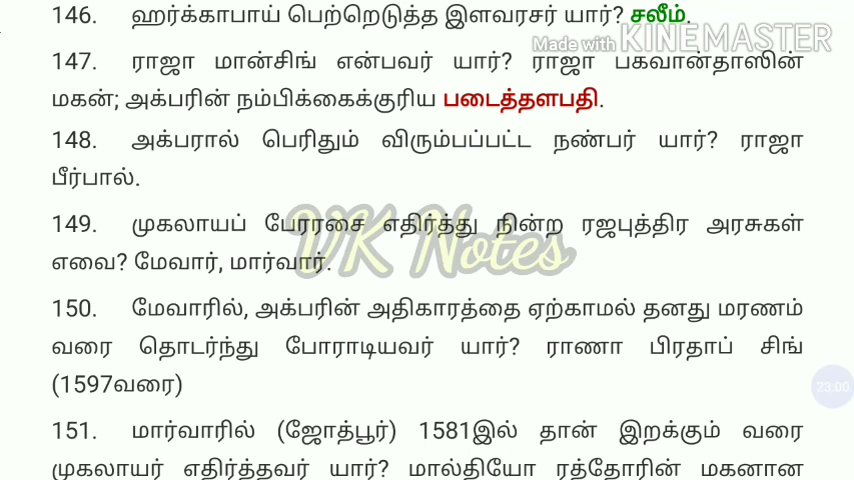 146. ஹர்க்காபாய் பெற்றெடுத்த இளவரசர் யார்? சலீம்.
Made with KINEMASTER
147. ராஜா மான்சிங் என்பவர் யார்? ராஜா பகவான்தாஸின்
மகன்; அக்பரின் நம்பிக்கைக்குரிய படைத்தளபதி.
148. அக்பரால் பெரிதும் விரும்பப்பட்ட நண்பர் யார்? ராஜா
பீர்பால்.
149. முகலாயப் பேரரசை எதிர்த்து நின்ற ரஜபுத்திர அரசுகள்
எவை? மேவார், மார்வார்.
VK Notes
150. மேவாரில், அக்பரின் அதிகாரத்தை ஏற்காமல் தனது மரணம்
வரை தொடர்ந்து போராடியவர் யார்? ராணா பிரதாப் சிங்
(1597வரை)
23:00
151. மார்வாரில் (ஜோத்பூர்) 1581இல் தான் இறக்கும் வரை
முகலாயர் எதிர்த்தவர் யார்? மால்தியோ ரத்தோரின் மகனான